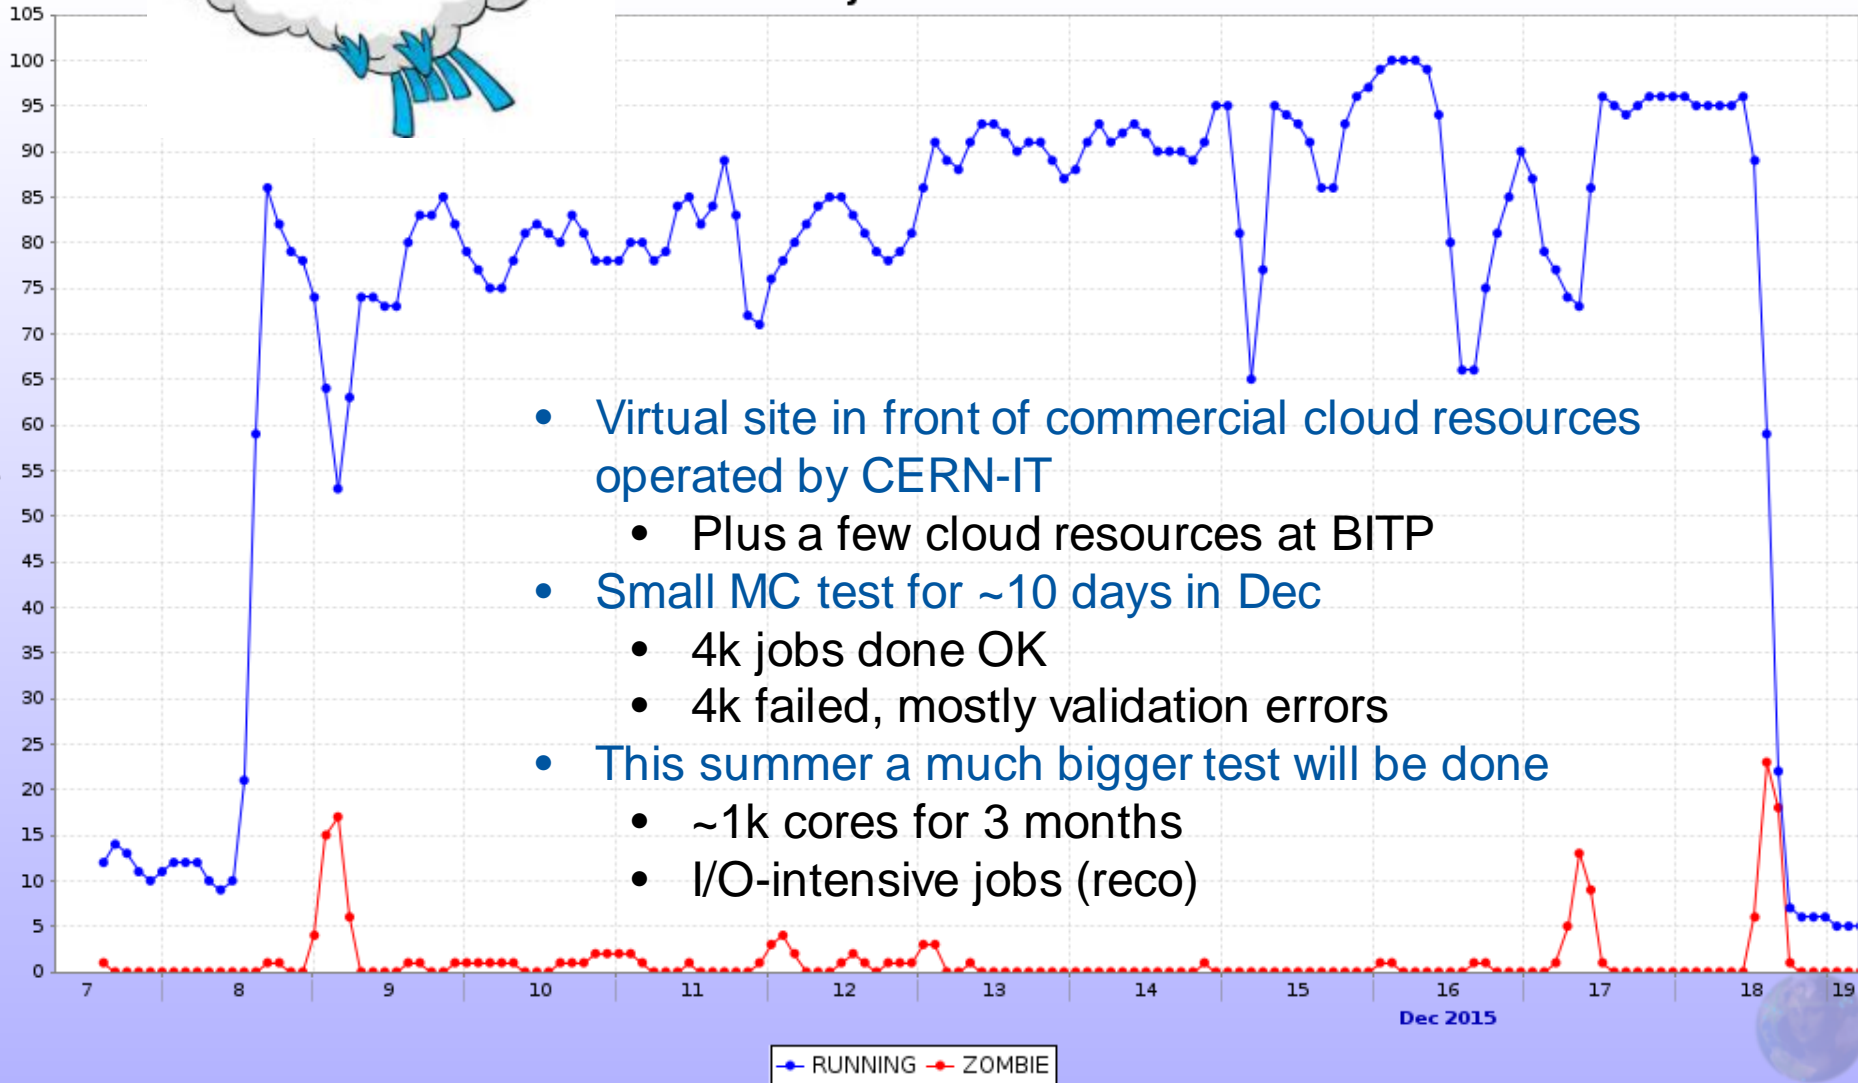 105
100
95
90
85
80
75
70
65
60
55
50
45
40
35
30
25
20
15
10
5
0
• Virtual site in front of commercial cloud resources
operated by CERN-IT
• Plus a few cloud resources at BITP
• Small MC test for ~10 days in Dec
• 4k jobs done OK
• 4k failed, mostly validation errors
• This summer a much bigger test will be done
• ~1k cores for 3 months
• I/O-intensive jobs (reco)
7 8 9 10 11 12 13 14 15 16 17 18 19
Dec 2015
RUNNING ZOMBIE